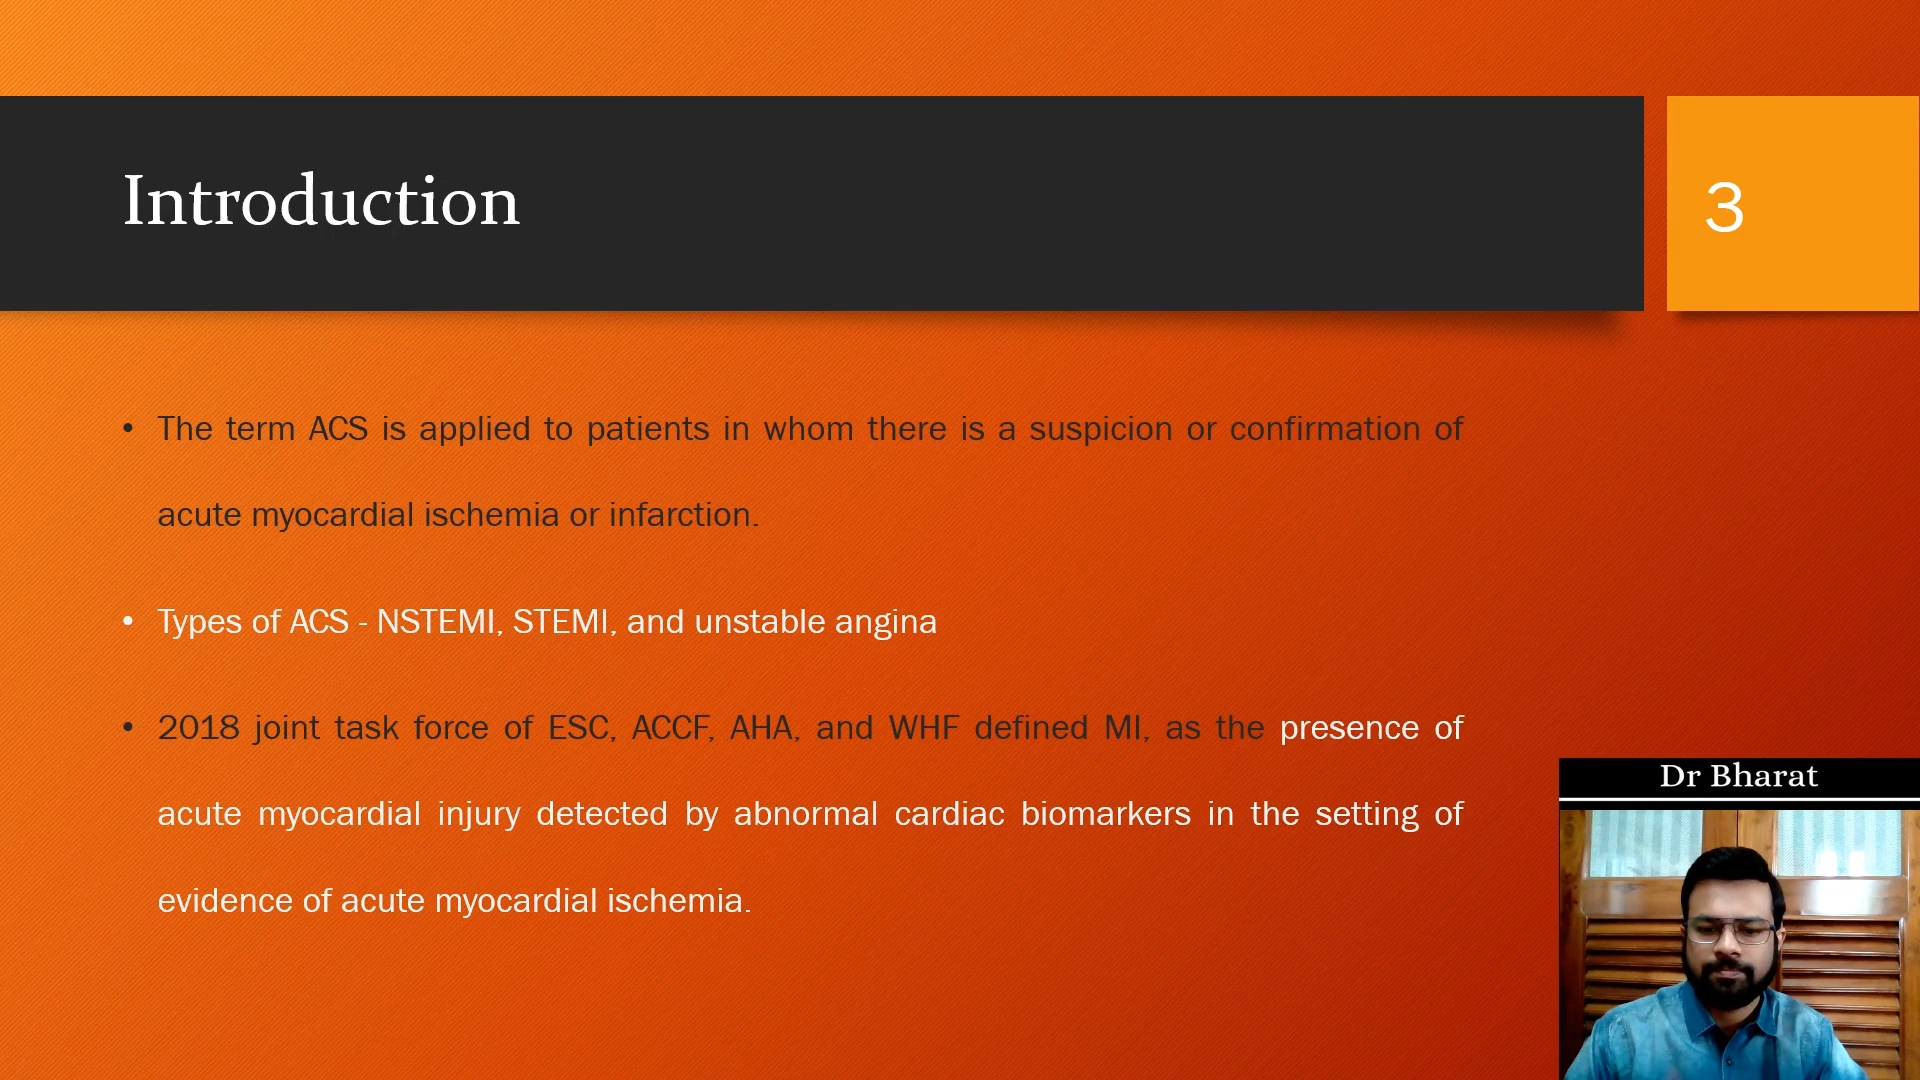 Introduction
3
• The term ACS is applied to patients in whom there is a suspicion or confirmation of
acute myocardial ischemia or infarction.
• Types of ACS - NSTEMI, STEMI, and unstable angina
• 2018 joint task force of ESC, ACCF, AHA, and WHF defined MI, as the presence of
acute myocardial injury detected by abnormal cardiac biomarkers in the setting of
evidence of acute myocardial ischemia.
Dr Bharat